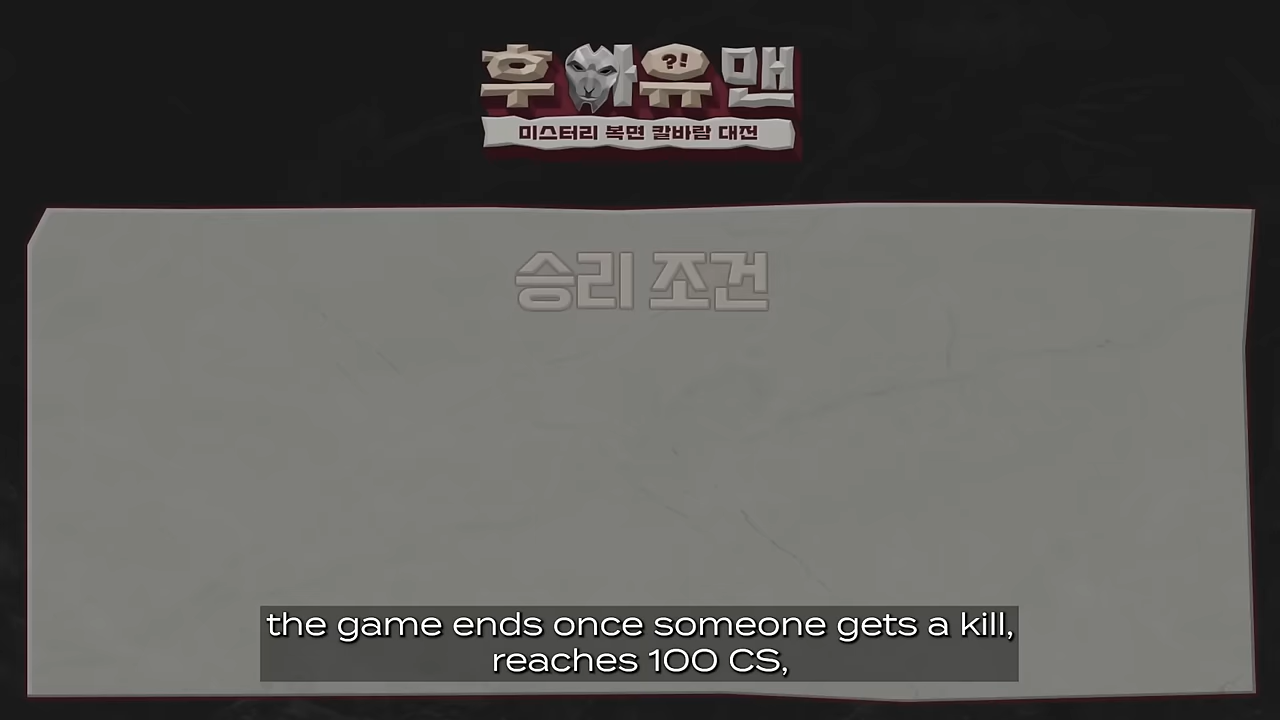 후아유맨
?!
미스터리 복면 칼바람 대전
승리 조건
the game ends once someone gets a kill,
reaches 100 CS,